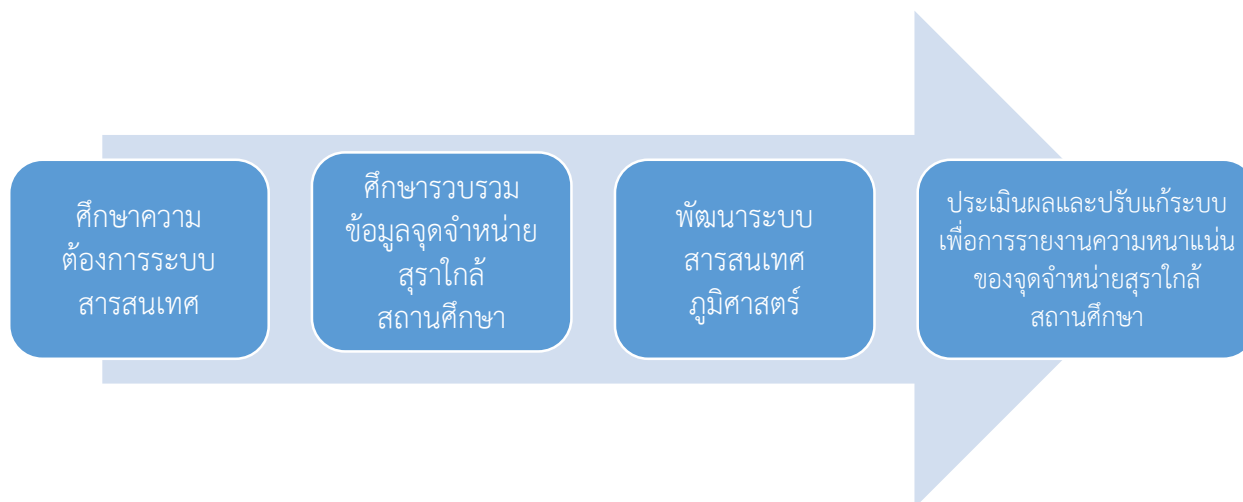 ศึกษาความ
ต้องการระบบ
สารสนเทศ
ศึกษารวบรวม
ข้อมูลจุดจำหน่าย
สุราใกล้
สถานศึกษา
พัฒนาระบบ
สารสนเทศ
ภูมิศาสตร์
ประเมินผลและปรับแก้ระบบ
เพื่อการรายงานความหนาแน่น
ของจุดจำหน่ายสุราใกล้
สถานศึกษา